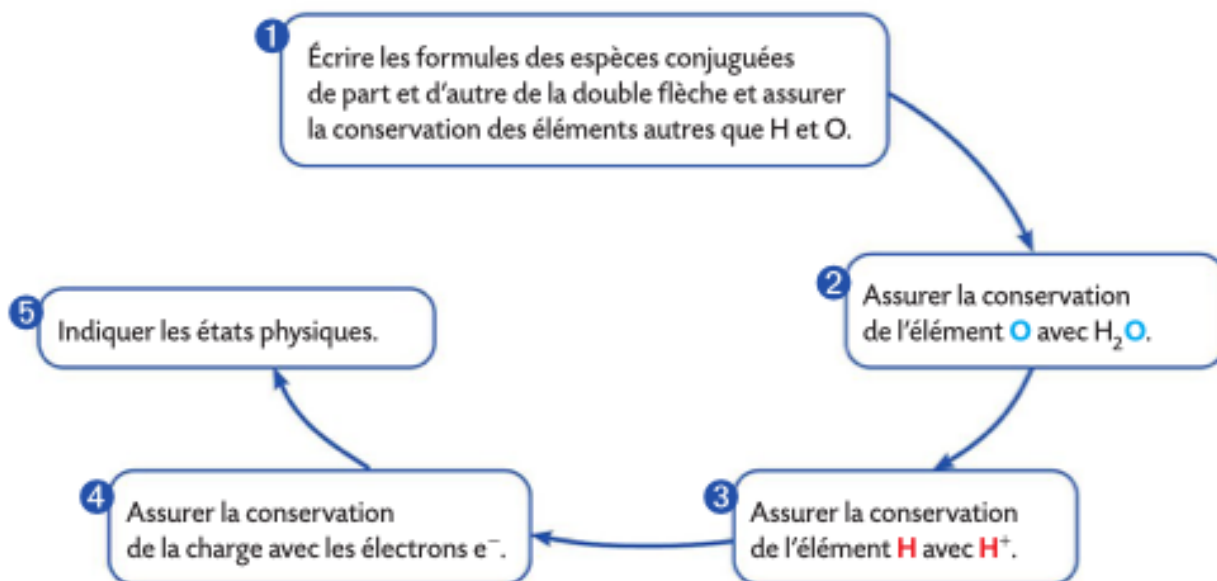 1
Écrire les formules des espèces conjuguées
de part et d'autre de la double flèche et assurer
la conservation des éléments autres que H et O.
2
Assurer la conservation
de l'élément O avec H₂O.
3
Assurer la conservation
de l'élément H avec H⁺.
4
Assurer la conservation
de la charge avec les électrons e⁻.
5
Indiquer les états physiques.